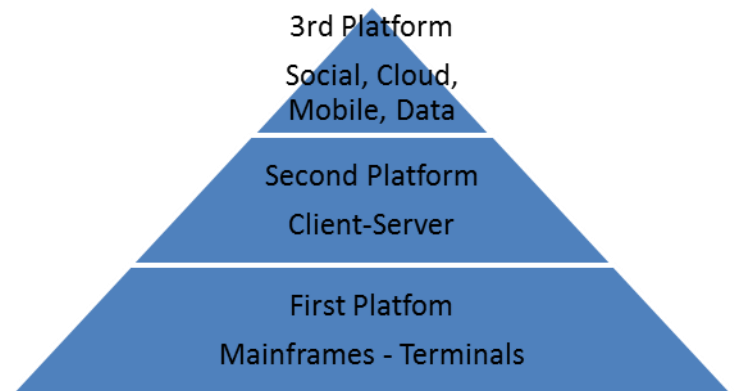 3rd Platform
Social, Cloud,
Mobile, Data
Second Platform
Client-Server
First Platfom
Mainframes - Terminals